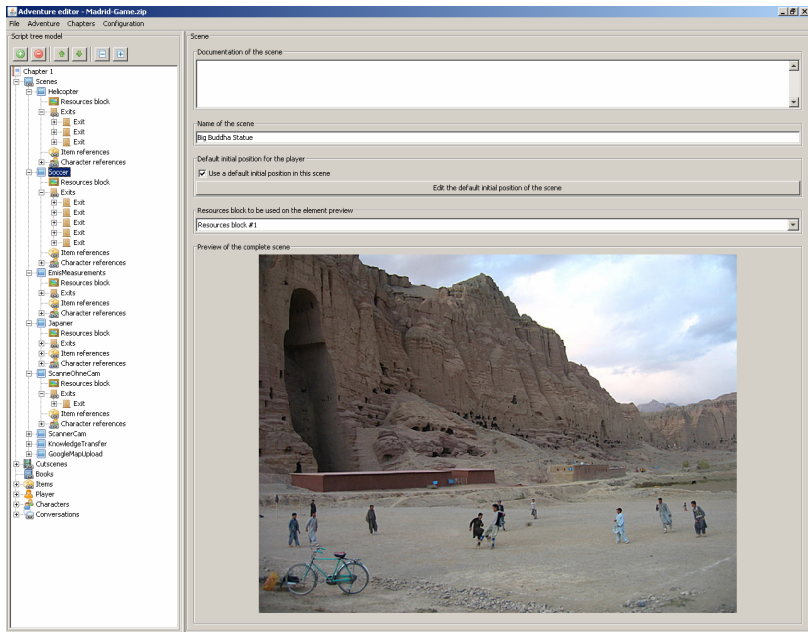 Adventure editor - Madrid-Game.zip
File Adventure Chapters Configuration
Script tree model
Chapter 1
Scenes
Helicopter
Resources block
Exits
Exit
Exit
Exit
Item references
Character references
Soccer
Resources block
Exits
Exit
Exit
Exit
Exit
Exit
Item references
Character references
EmisMeasurements
Resources block
Exits
Item references
Character references
Japaner
Resources block
Exits
Item references
Character references
ScanneOhneCam
Resources block
Exits
Exit
Item references
Character references
ScannerCam
KnowledgeTransfer
GoogleMapUpload
Cutscenes
Books
Items
Player
Characters
Conversations
Scene
Documentation of the scene
Name of the scene
Big Buddha Statue
Default initial position for the player
Use a default initial position in this scene
Edit the default initial position of the scene
Resources block to be used on the element preview
Resources block #1
Preview of the complete scene